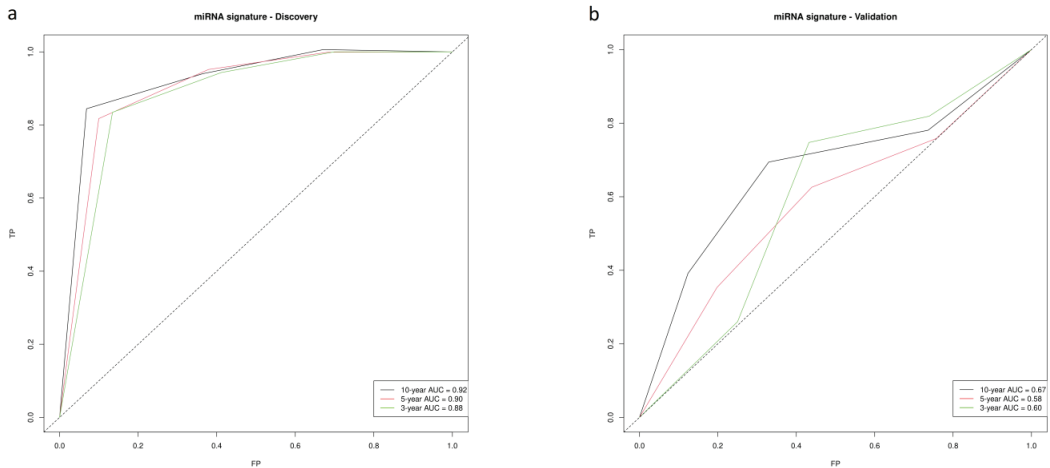 a
miRNA signature - Discovery
TP
1.0
0.8
0.6
0.4
0.2
0.0
10-year AUC = 0.92
5-year AUC = 0.90
3-year AUC = 0.88
0.0 0.2 0.4 0.6 0.8 1.0
FP
b
miRNA signature - Validation
TP
1.0
0.8
0.6
0.4
0.2
0.0
10-year AUC = 0.67
5-year AUC = 0.58
3-year AUC = 0.60
0.0 0.2 0.4 0.6 0.8 1.0
FP